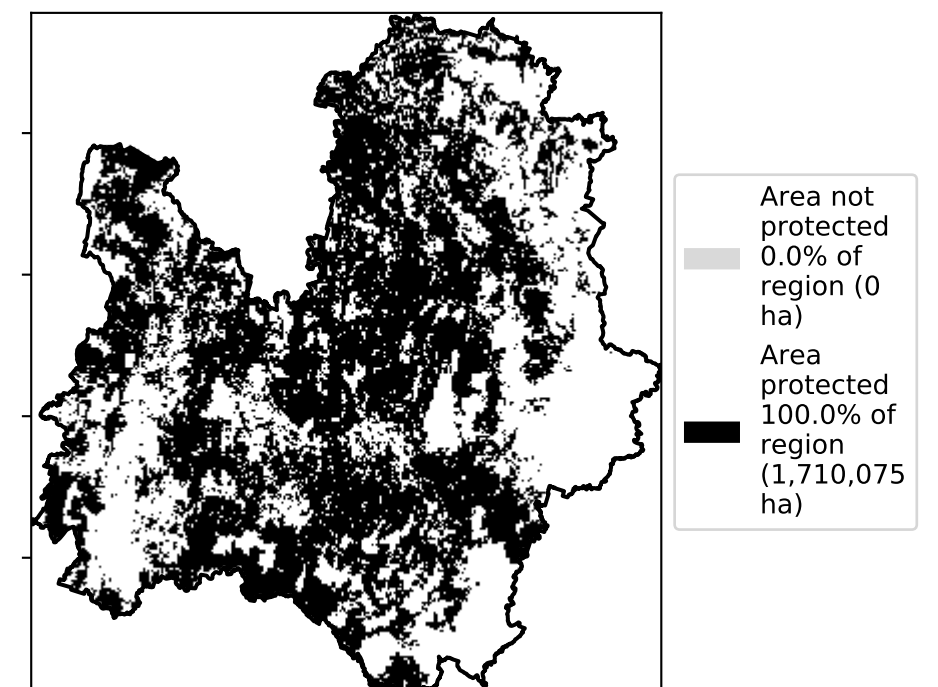 Area not
protected
0.0% of
region (0
ha)
Area
protected
100.0% of
region
(1,710,075
ha)